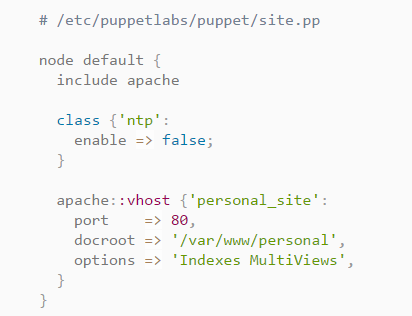 # /etc/puppetlabs/puppet/site.pp

node default {
  include apache

  class {'ntp':
    enable => false;
  }

  apache::vhost {'personal_site':
    port    => 80,
    docroot => '/var/www/personal',
    options => 'Indexes MultiViews',
  }
}